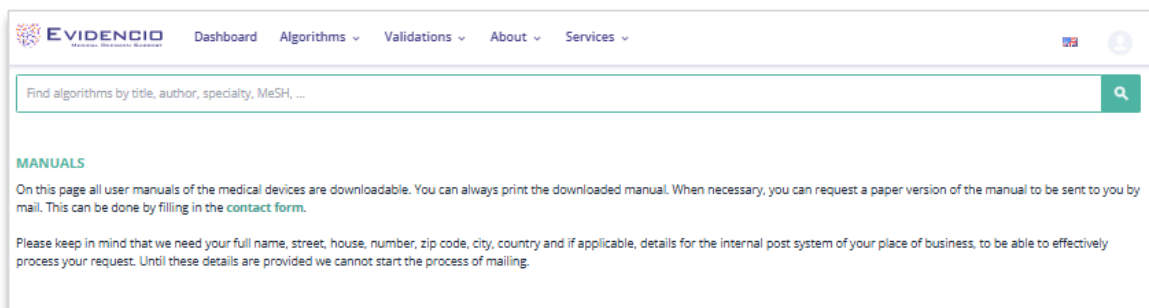 EVIDENCIO
MEDICAL DECISION SUPPORT
Dashboard Algorithms Validations About Services
Find algorithms by title, author, specialty, MeSH, ...
MANUALS
On this page all user manuals of the medical devices are downloadable. You can always print the downloaded manual. When necessary, you can request a paper version of the manual to be sent to you by
mail. This can be done by filling in the contact form.
Please keep in mind that we need your full name, street, house, number, zip code, city, country and if applicable, details for the internal post system of your place of business, to be able to effectively
process your request. Until these details are provided we cannot start the process of mailing.